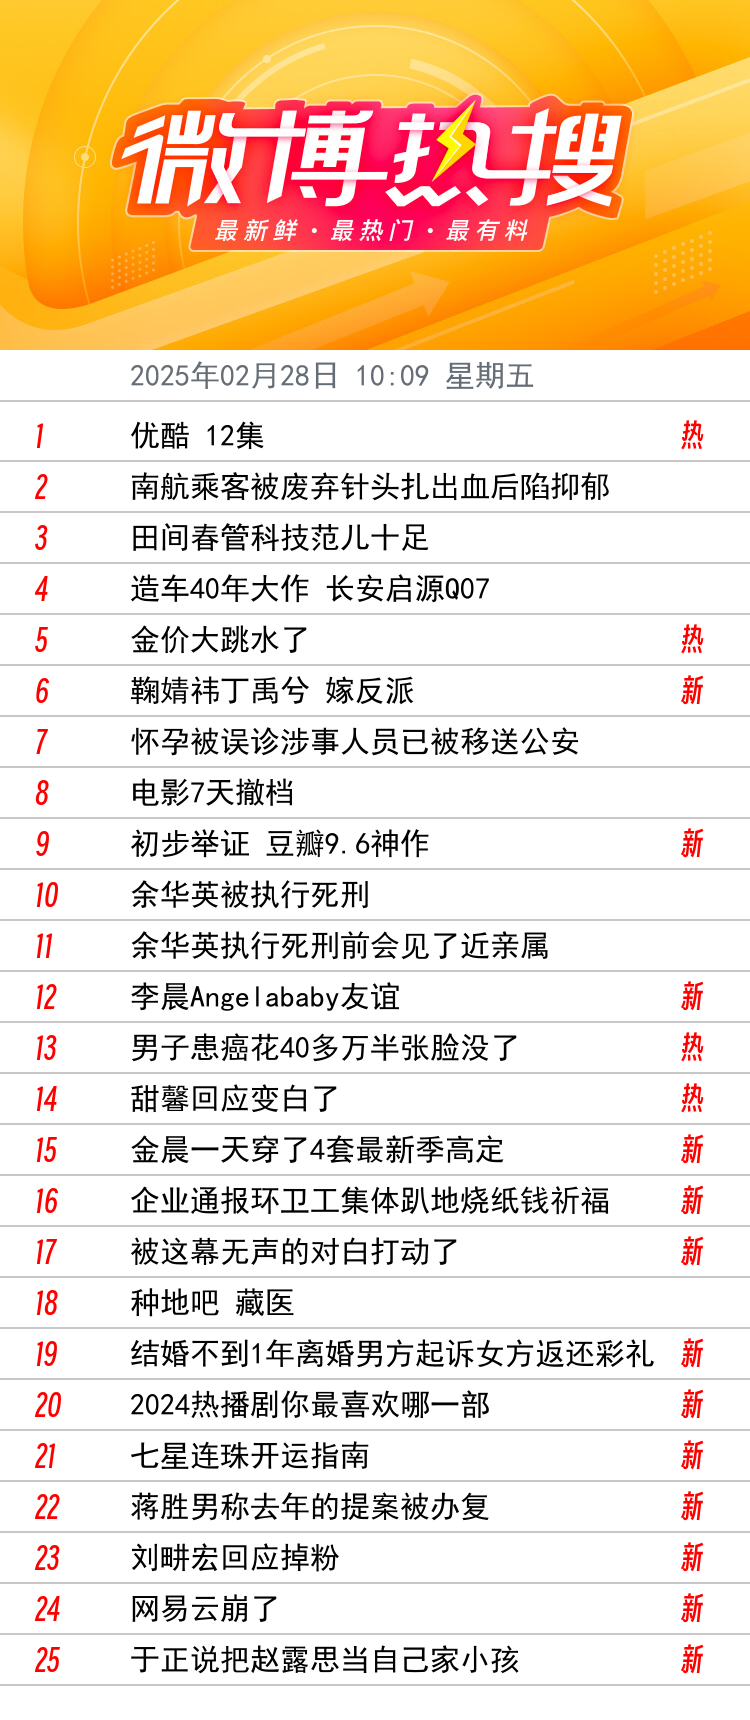 微博热搜
最新鲜·最热门·最有料
2025年02月28日 10:09 星期五
1 优酷 12集 热
2 南航乘客被废弃针头扎出血后陷抑郁
3 田间春管科技范儿十足
4 造车40年大作 长安启源Q07
5 金价大跳水了 热
6 鞠婧祎丁禹兮 嫁反派 新
7 怀孕被误诊涉事人员已被移送公安
8 电影7天撤档
9 初步举证 豆瓣9.6神作 新
10 余华英被执行死刑
11 余华英执行死刑前会见了近亲属
12 李晨Angelababy友谊 新
13 男子患癌花40多万半张脸没了 热
14 甜馨回应变白了 热
15 金晨一天穿了4套最新季高定 新
16 企业通报环卫工集体趴地烧纸钱祈福 新
17 被这幕无声的对白打动了 新
18 种地吧 藏医
19 结婚不到1年离婚男方起诉女方返还彩礼 新
20 2024热播剧你最喜欢哪一部 新
21 七星连珠开运指南 新
22 蒋胜男称去年的提案被办复 新
23 刘畊宏回应掉粉 新
24 网易云崩了 新
25 于正说把赵露思当自己家小孩 新